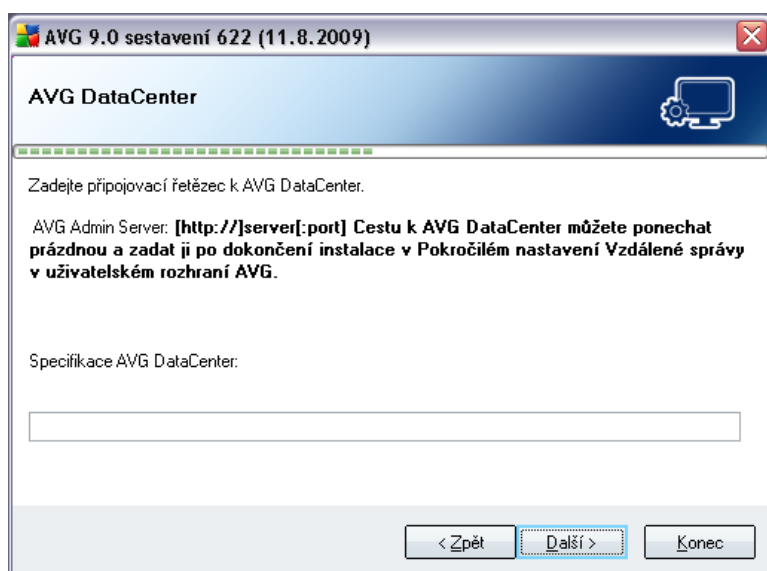 AVG 9.0 sestavení 622 (11.8.2009)
AVG DataCenter
Zadejte připojovací řetězec k AVG DataCenter.
AVG Admin Server: [http://]server[:port] Cestu k AVG DataCenter můžete ponechat
prázdnou a zadat ji po dokončení instalace v Pokročilém nastavení Vzdálené správy
v uživatelském rozhraní AVG.
Specifikace AVG DataCenter:
< Zpět Další > Konec